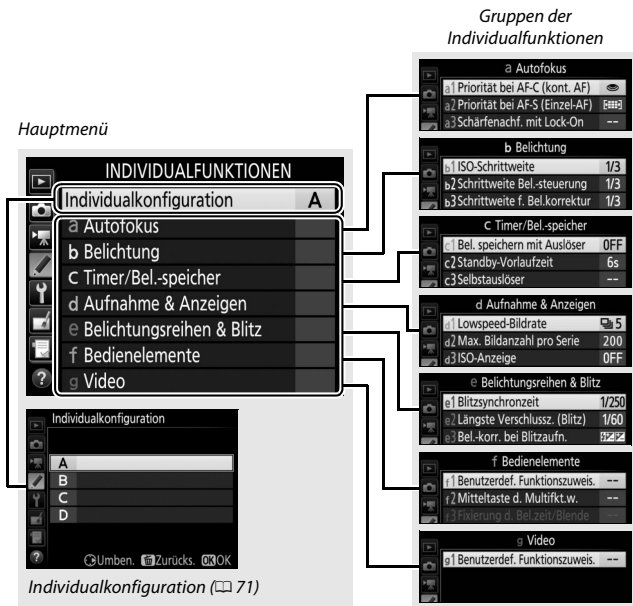 Gruppen der
Individualfunktionen
Hauptmenü
INDIVIDUALFUNKTIONEN
Individualkonfiguration A
a Autofokus
b Belichtung
c Timer/Bel.-speicher
d Aufnahme & Anzeigen
e Belichtungsreihen & Blitz
f Bedienelemente
g Video
?
Individualkonfiguration
A
B
C
D
?
Umben. Zurücks. OK OK
Individualkonfiguration (71)
a Autofokus
a1 Priorität bei AF-C (kont. AF)
a2 Priorität bei AF-S (Einzel-AF)
a3 Schärfenachf. mit Lock-On --
b Belichtung
b1 ISO-Schrittweite 1/3
b2 Schrittweite Bel.-steuerung 1/3
b3 Schrittweite f. Bel.korrektur 1/3
c Timer/Bel.-speicher
c1 Bel. speichern mit Auslöser OFF
c2 Standby-Vorlaufzeit 6s
c3 Selbstauslöser --
d Aufnahme & Anzeigen
d1 Lowspeed-Bildrate 5
d2 Max. Bildanzahl pro Serie 200
d3 ISO-Anzeige OFF
e Belichtungsreihen & Blitz
e1 Blitzsynchronzeit 1/250
e2 Längste Verschlussz. (Blitz) 1/60
e3 Bel.-korr. bei Blitzaufn.
f Bedienelemente
f1 Benutzerdef. Funktionszuweis. --
f2 Mitteltaste d. Multifkt.w. --
f3 Fixierung d. Bel.zeit/Blende --
g Video
g1 Benutzerdef. Funktionszuweis. --